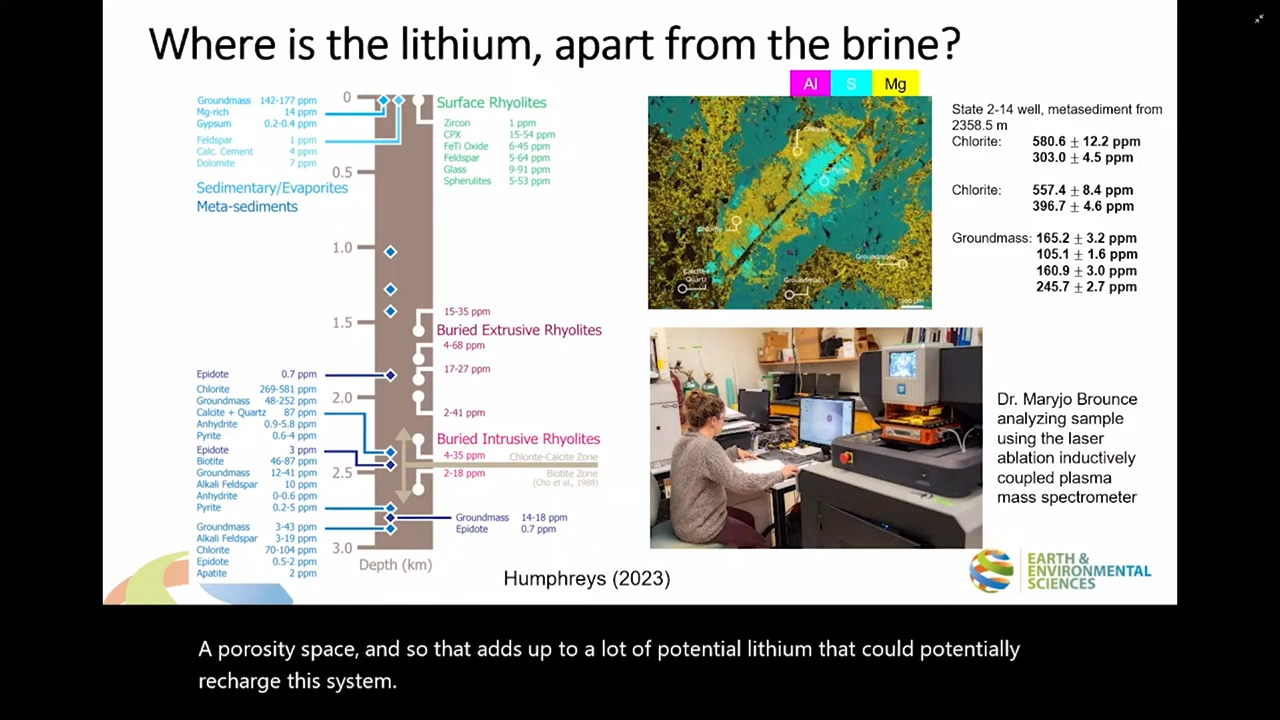 Where is the lithium, apart from the brine?
Groundmass 142-177 ppm
Mg-rich 14 ppm
Gypsum 0.2-0.4 ppm
Feldspar 1 ppm
Calc. Cement 4 ppm
Dolomite 7 ppm
Sedimentary/Evaporites
Meta-sediments
Epidote 0.7 ppm
Chlorite 269-581 ppm
Groundmass 48-252 ppm
Calcite + Quartz 87 ppm
Anhydrite 0.9-5.8 ppm
Pyrite 0.6-4 ppm
Epidote 3 ppm
Biotite 46-87 ppm
Groundmass 12-41 ppm
Alkali Feldspar 10 ppm
Anhydrite 0-0.6 ppm
Pyrite 0.2-5 ppm
Groundmass 3-43 ppm
Alkali Feldspar 3-19 ppm
Chlorite 70-104 ppm
Epidote 0.5-2 ppm
Apatite 2 ppm
0
0.5
1.0
1.5
2.0
2.5
3.0
Depth (km)
Surface Rhyolites
Zircon 1 ppm
CPX 15-54 ppm
FeTi Oxide 6-45 ppm
Feldspar 5-64 ppm
Glass 9-91 ppm
Spherulites 5-53 ppm
15-35 ppm
Buried Extrusive Rhyolites
4-68 ppm
17-27 ppm
2-41 ppm
Buried Intrusive Rhyolites
4-35 ppm Chlorite-Calcite Zone
2-18 ppm Biotite Zone
(Cho et al., 1988)
Groundmass 14-18 ppm
Epidote 0.7 ppm
Humphreys (2023)
Al S Mg
Chlorite
Chlorite
Chlorite
Groundmass
Calcite+
Quartz
Groundmass
State 2-14 well, metasediment from
2358.5 m
Chlorite: 580.6 ± 12.2 ppm
303.0 ± 4.5 ppm
Chlorite: 557.4 ± 8.4 ppm
396.7 ± 4.6 ppm
Groundmass: 165.2 ± 3.2 ppm
105.1 ± 1.6 ppm
160.9 ± 3.0 ppm
245.7 ± 2.7 ppm
Dr. Maryjo Brounce
analyzing sample
using the laser
ablation inductively
coupled plasma
mass spectrometer
EARTH &
ENVIRONMENTAL
SCIENCES
A porosity space, and so that adds up to a lot of potential lithium that could potentially
recharge this system.